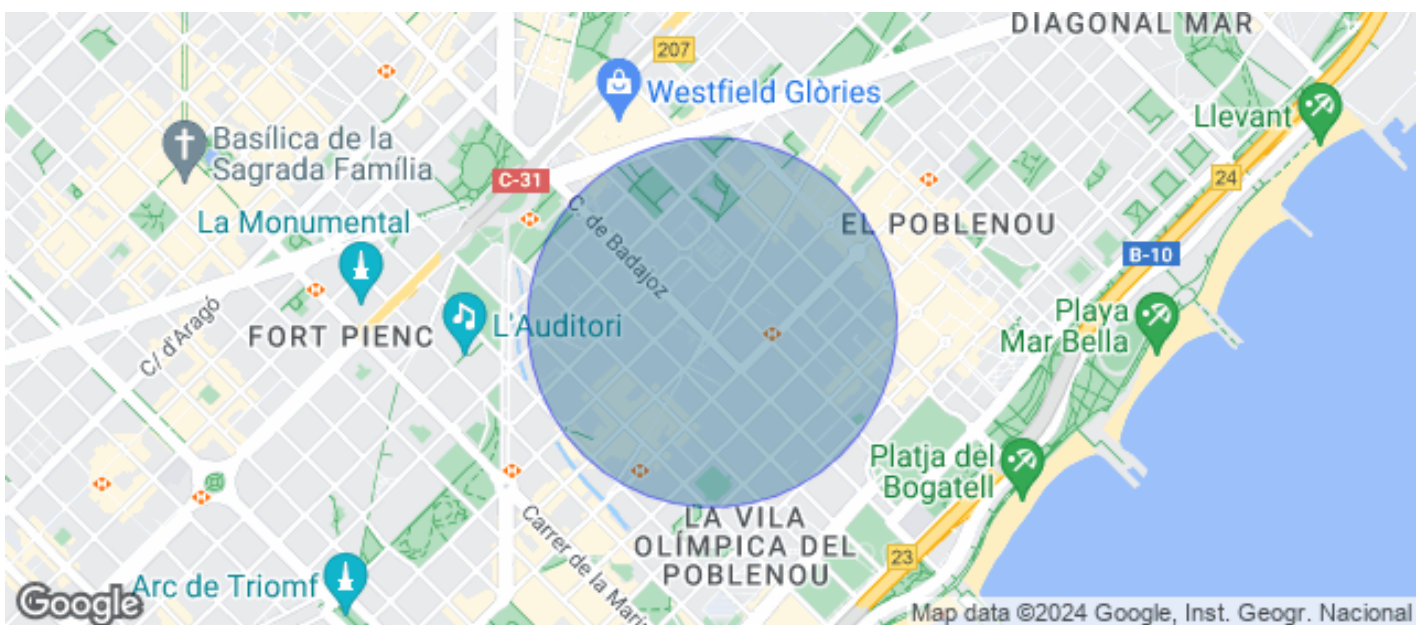 DIAGONAL MAR
207
Westfield Glòries
Llevant
Basílica de la
Sagrada Família
C-31
24
La Monumental
C. de Badajoz
EL POBLENOU
B-10
L'Auditori
FORT PIENC
C/ d'Aragó
Playa
Mar Bella
Platja del
Bogatell
LA VILA
OLÍMPICA DEL
POBLENOU
23
Carrer de la Marin
Arc de Triomf
Google
Map data ©2024 Google, Inst. Geogr. Nacional